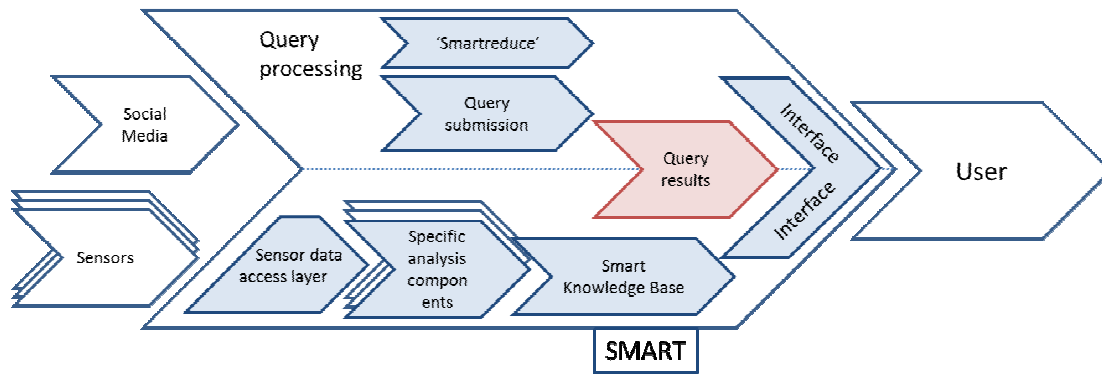 Query
processing
'Smartreduce'
Query
submission
Social
Media
Query
results
Interface
Interface
User
Sensors
Sensor data
access layer
Specific
analysis
compon
ents
Smart
Knowledge Base
SMART